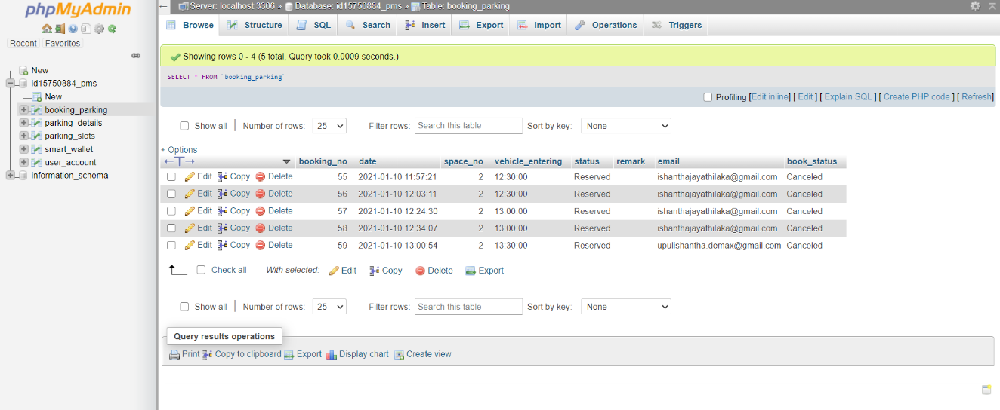 phpMyAdmin
Recent Favorites
New
id15750884_pms
New
booking_parking
parking_details
parking_slots
smart_wallet
user_account
information_schema
Server: localhost:3306 » Database: id15750884_pms » Table: booking_parking
Browse Structure SQL Search Insert Export Import Operations Triggers
Showing rows 0 - 4 (5 total, Query took 0.0009 seconds.)
SELECT * FROM `booking_parking`
Profiling [Edit inline] [ Edit ] [ Explain SQL ] [ Create PHP code ] [ Refresh]
Show all Number of rows: 25 Filter rows: Search this table Sort by key: None
+ Options
booking_no date space_no vehicle_entering status remark email book_status
Edit Copy Delete 55 2021-01-10 11:57:21 2 12:30:00 Reserved ishanthajayathilaka@gmail.com Canceled
Edit Copy Delete 56 2021-01-10 12:03:11 2 12:30:00 Reserved ishanthajayathilaka@gmail.com Canceled
Edit Copy Delete 57 2021-01-10 12:24:30 2 13:00:00 Reserved ishanthajayathilaka@gmail.com Canceled
Edit Copy Delete 58 2021-01-10 12:34:07 2 13:00:00 Reserved ishanthajayathilaka@gmail.com Canceled
Edit Copy Delete 59 2021-01-10 13:00:54 2 13:30:00 Reserved upulishantha.demax@gmail.com Canceled
Check all With selected: Edit Copy Delete Export
Show all Number of rows: 25 Filter rows: Search this table Sort by key: None
Query results operations
Print Copy to clipboard Export Display chart Create view